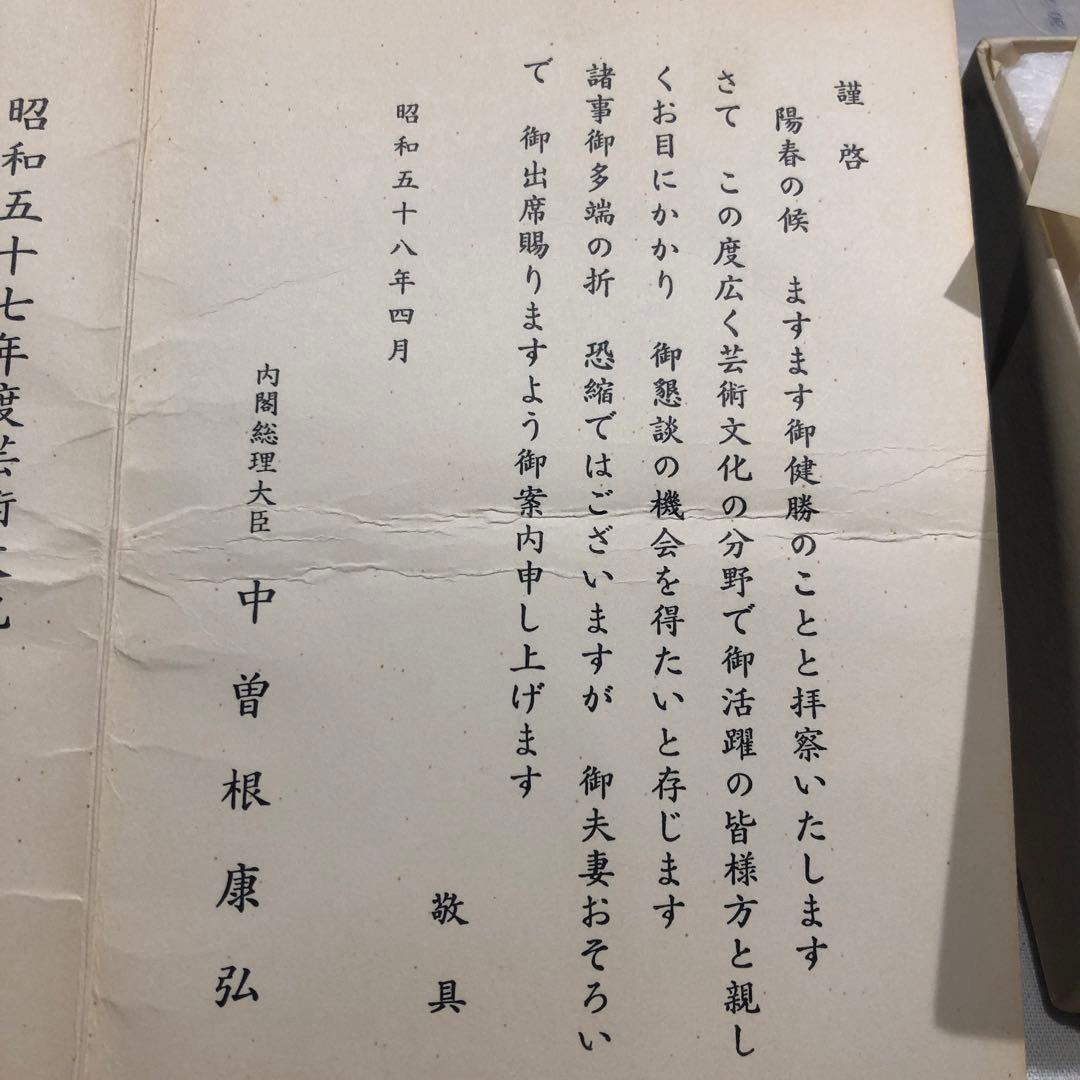 謹啓
陽春の候　ますます御健勝のことと拝察いたします
さて　この度広く芸術文化の分野で御活躍の皆様方と親し
くお目にかかり　御懇談の機会を得たいと存じます
諸事御多端の折　恐縮ではございますが　御夫妻おそろい
で　御出席賜りますよう御案内申し上げます
敬具
昭和五十八年四月
内閣総理大臣　中曽根康弘
昭和五十七年度芸術文化